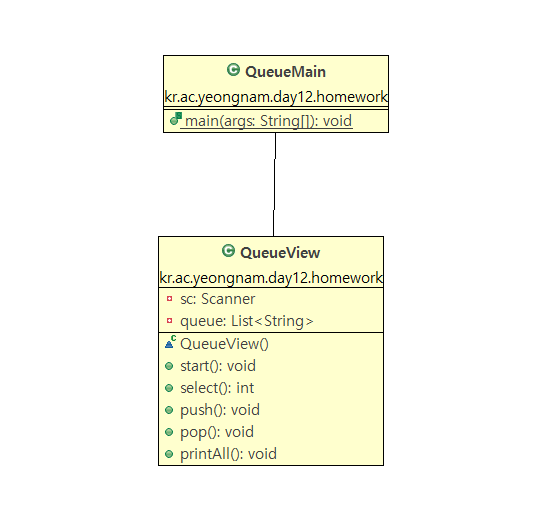 QueueMain
kr.ac.yeongnam.day12.homework
main(args: String[]): void
QueueView
kr.ac.yeongnam.day12.homework
sc: Scanner
queue: List<String>
QueueView()
start(): void
select(): int
push(): void
pop(): void
printAll(): void